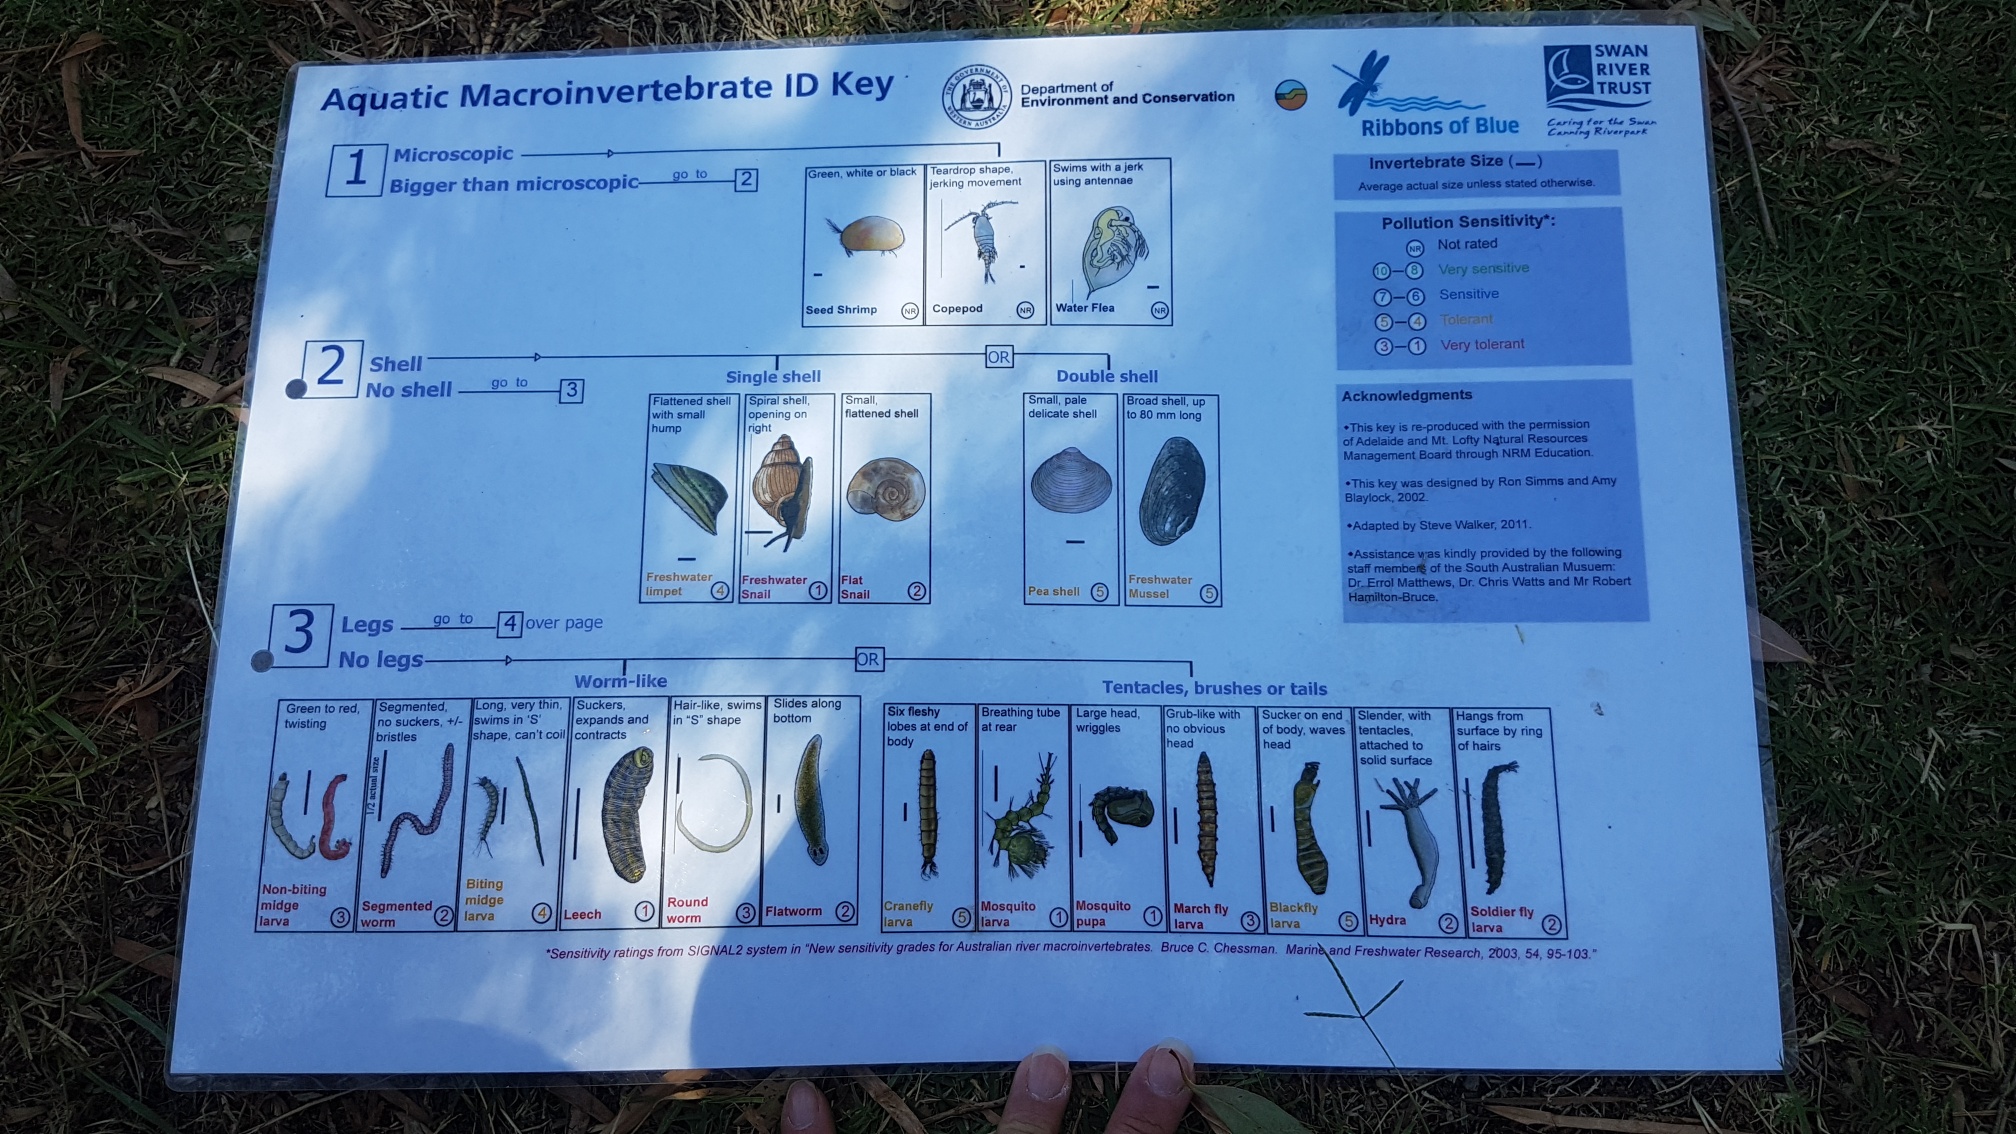 Aquatic Macroinvertebrate ID Key
THE GOVERNMENT OF WESTERN AUSTRALIA
Department of
Environment and Conservation
Ribbons of Blue
SWAN
RIVER
TRUST
Caring for the Swan
Canning Riverpark
1
Microscopic
Bigger than microscopic go to 2
Green, white or black
Seed Shrimp NR
Teardrop shape,
jerking movement
Copepod NR
Swims with a jerk
using antennae
Water Flea NR
Invertebrate Size ( — )
Average actual size unless stated otherwise.
Pollution Sensitivity*:
NR Not rated
10–8 Very sensitive
7–6 Sensitive
5–4 Tolerant
3–1 Very tolerant
2
Shell
No shell go to 3
OR
Single shell
Double shell
Flattened shell
with small
hump
Freshwater
limpet 4
Spiral shell,
opening on
right
Freshwater
Snail 1
Small,
flattened shell
Flat
Snail 2
Small, pale
delicate shell
Pea shell 5
Broad shell, up
to 80 mm long
Freshwater
Mussel 5
Acknowledgments
•This key is re-produced with the permission
of Adelaide and Mt. Lofty Natural Resources
Management Board through NRM Education.
•This key was designed by Ron Simms and Amy
Blaylock, 2002.
•Adapted by Steve Walker, 2011.
•Assistance was kindly provided by the following
staff members of the South Australian Musuem:
Dr. Errol Matthews, Dr. Chris Watts and Mr Robert
Hamilton-Bruce.
3
Legs go to 4 over page
No legs
OR
Worm-like
Tentacles, brushes or tails
Green to red,
twisting
Non-biting
midge
larva 3
Segmented,
no suckers, +/-
bristles
1/2 actual size
Segmented
worm 2
Long, very thin,
swims in 'S'
shape, can't coil
Biting
midge
larva 4
Suckers,
expands and
contracts
Leech 1
Hair-like, swims
in "S" shape
Round
worm 3
Slides along
bottom
Flatworm 2
Six fleshy
lobes at end of
body
Cranefly
larva 5
Breathing tube
at rear
Mosquito
larva 1
Large head,
wriggles
Mosquito
pupa 1
Grub-like with
no obvious
head
March fly
larva 3
Sucker on end
of body, waves
head
Blackfly
larva 5
Slender, with
tentacles,
attached to
solid surface
Hydra 2
Hangs from
surface by ring
of hairs
Soldier fly
larva 2
*Sensitivity ratings from SIGNAL2 system in "New sensitivity grades for Australian river macroinvertebrates. Bruce C. Chessman. Marine and Freshwater Research, 2003, 54, 95-103."